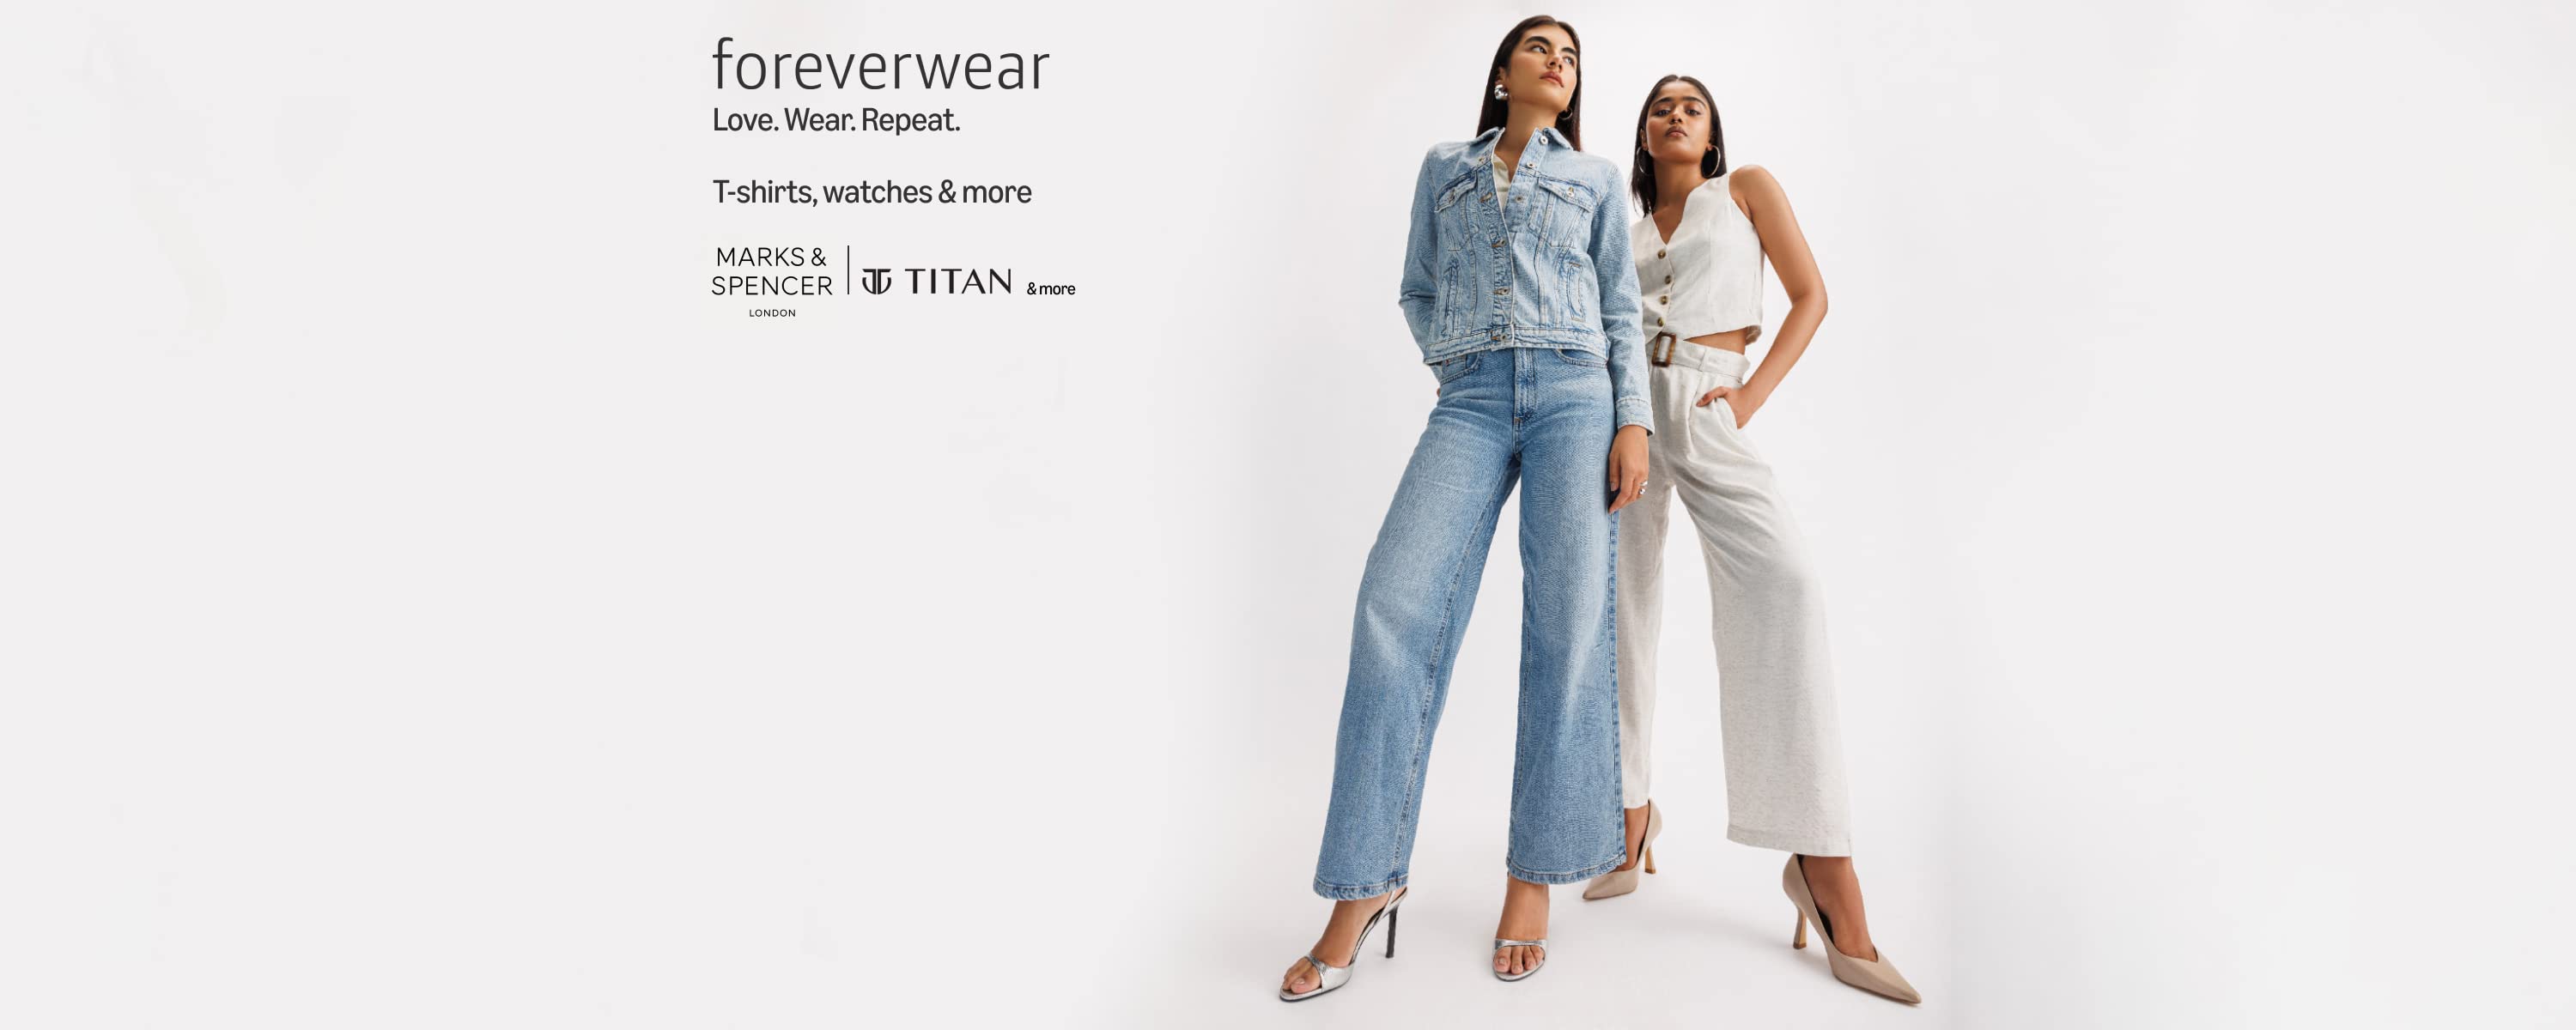 foreverwear
Love. Wear. Repeat.
T-shirts, watches & more
MARKS &
SPENCER
LONDON
TITAN & more